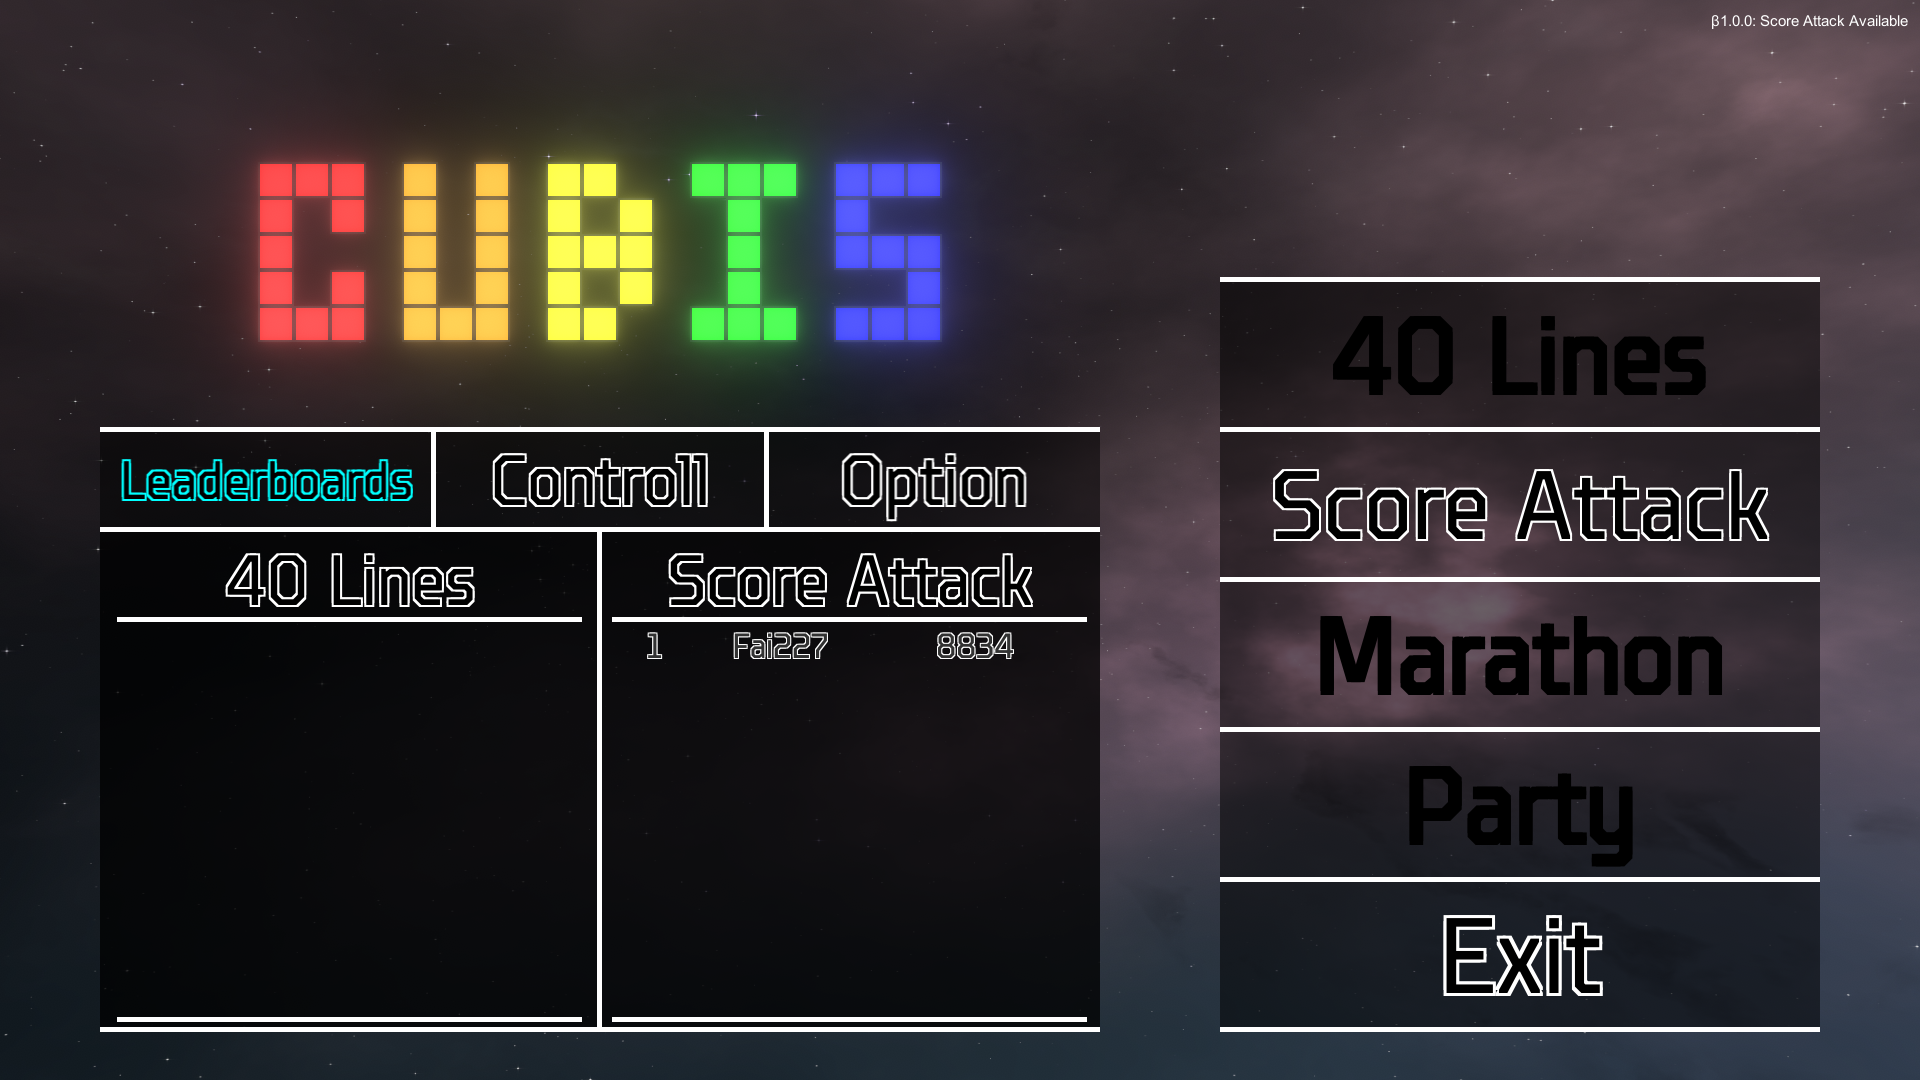 β1.0.0: Score Attack Available
CUBIS
Leaderboards
Controll
Option
40 Lines
Score Attack
1 Fai227 8834
40 Lines
Score Attack
Marathon
Party
Exit